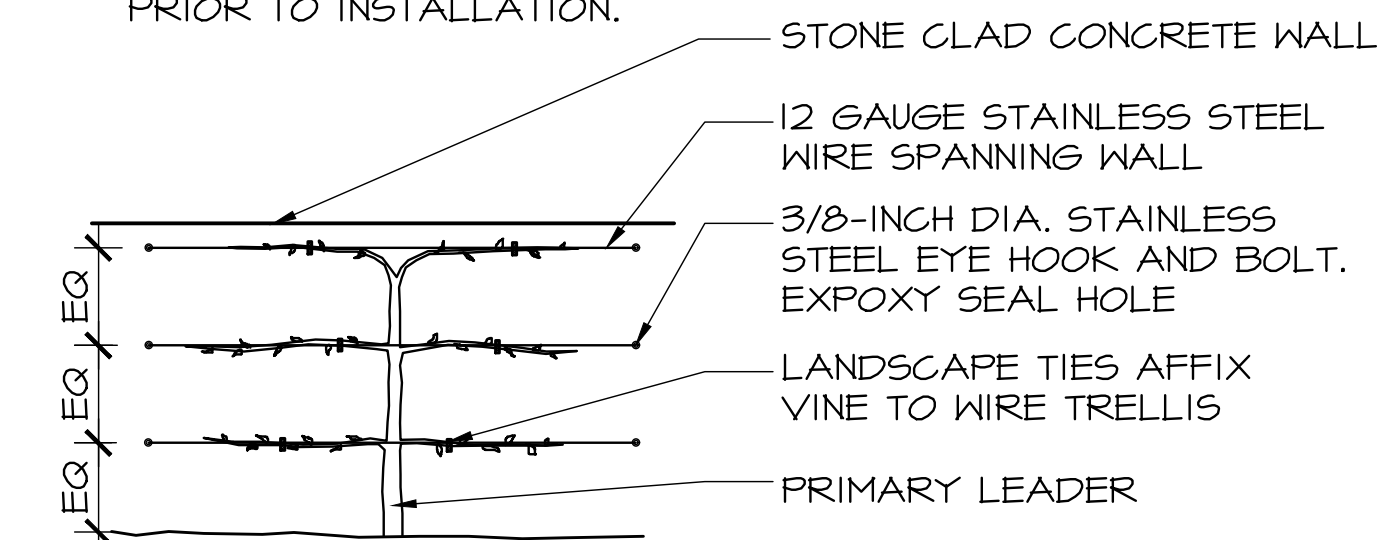 PRIOR TO INSTALLATION.
STONE CLAD CONCRETE WALL
12 GAUGE STAINLESS STEEL
WIRE SPANNING WALL
3/8-INCH DIA. STAINLESS
STEEL EYE HOOK AND BOLT.
EXPOXY SEAL HOLE
LANDSCAPE TIES AFFIX
VINE TO WIRE TRELLIS
PRIMARY LEADER
EQ
EQ
EQ